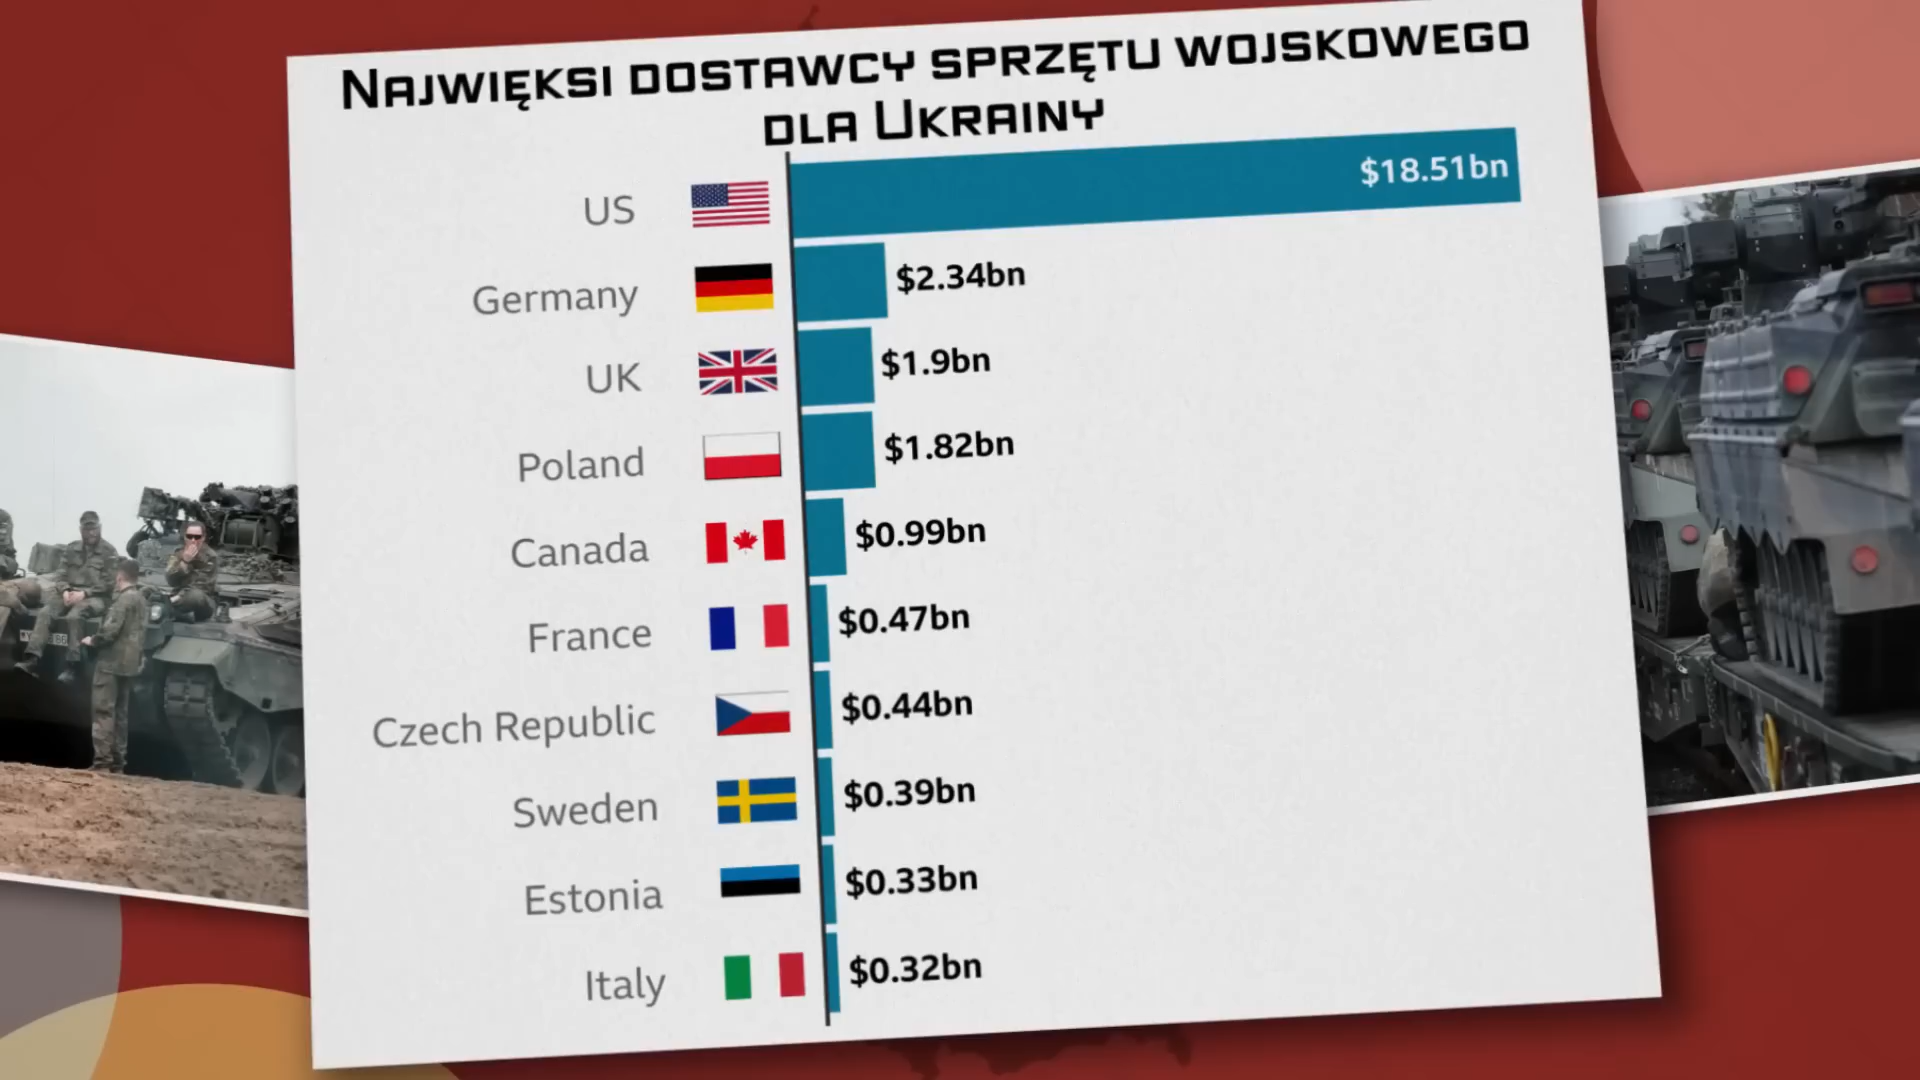 Najwięksi dostawcy sprzętu wojskowego
dla Ukrainy
US $18.51bn
Germany $2.34bn
UK $1.9bn
Poland $1.82bn
Canada $0.99bn
France $0.47bn
Czech Republic $0.44bn
Sweden $0.39bn
Estonia $0.33bn
Italy $0.32bn